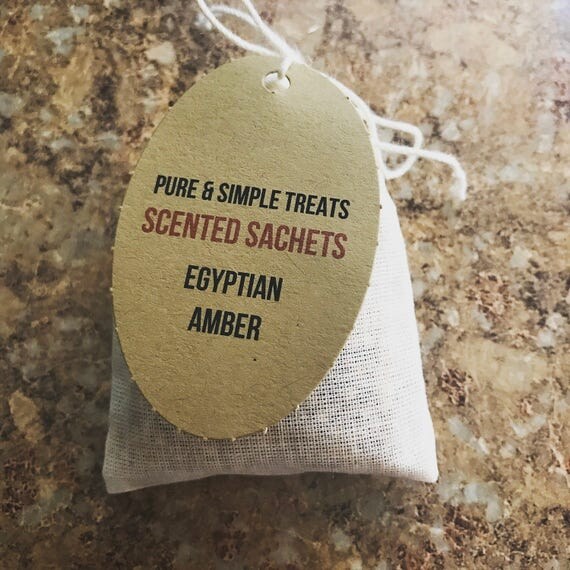 PURE & SIMPLE TREATS
SCENTED SACHETS
EGYPTIAN
AMBER